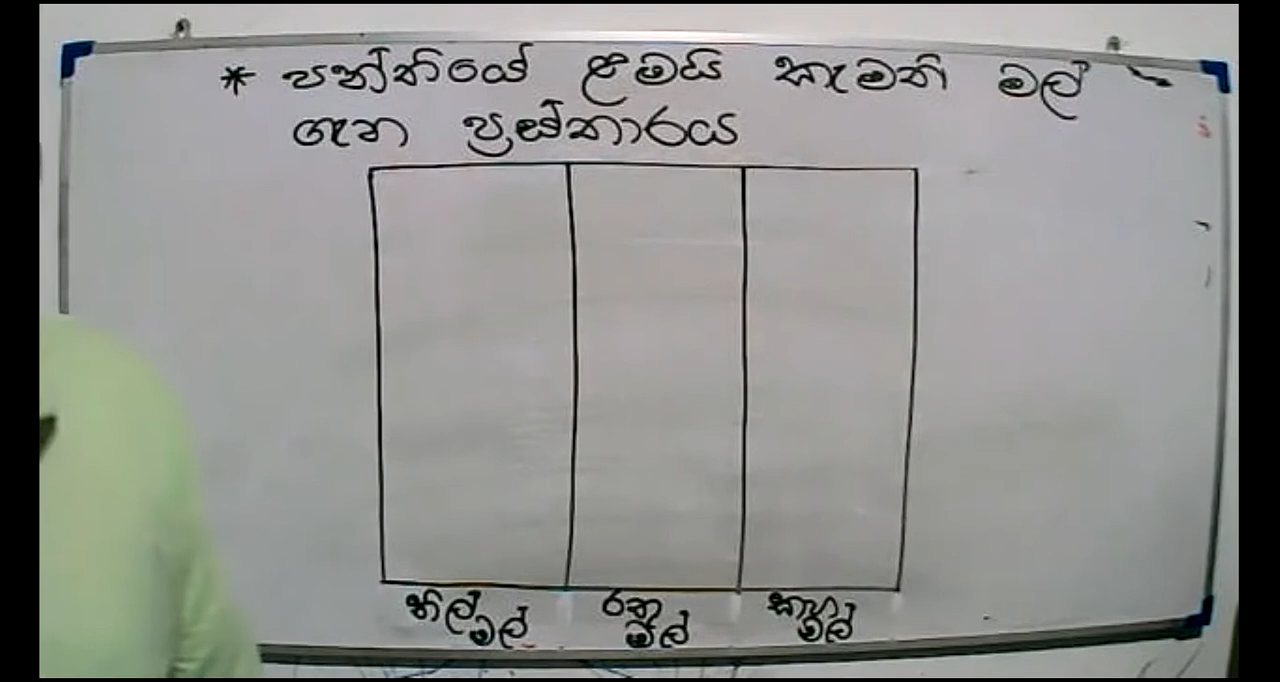 * පන්තියේ ළමයි කැමති මල්
ගැන ප්‍රස්තාරය
නිල් මල්
රතු මල්
කහ මල්